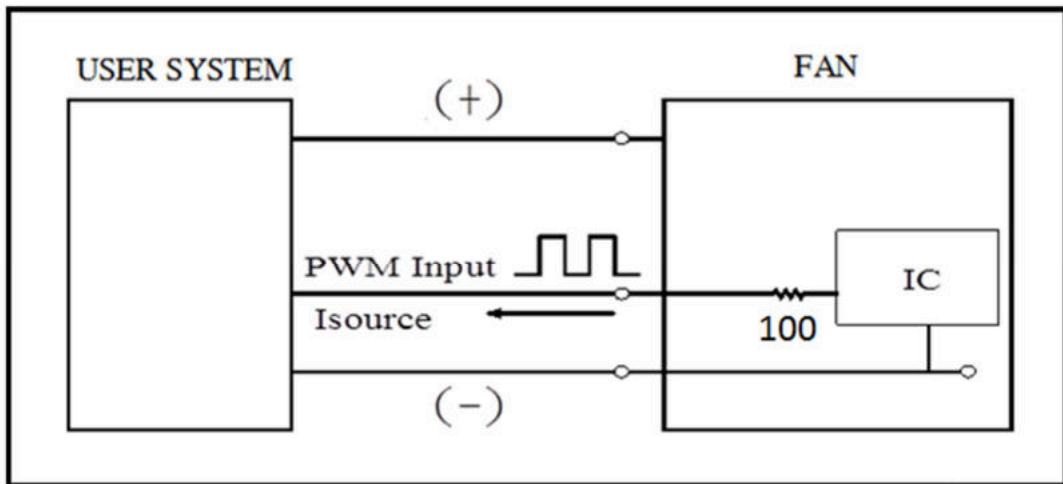 USER SYSTEM
FAN
(+)
PWM Input
IC
Isource
100
(-)